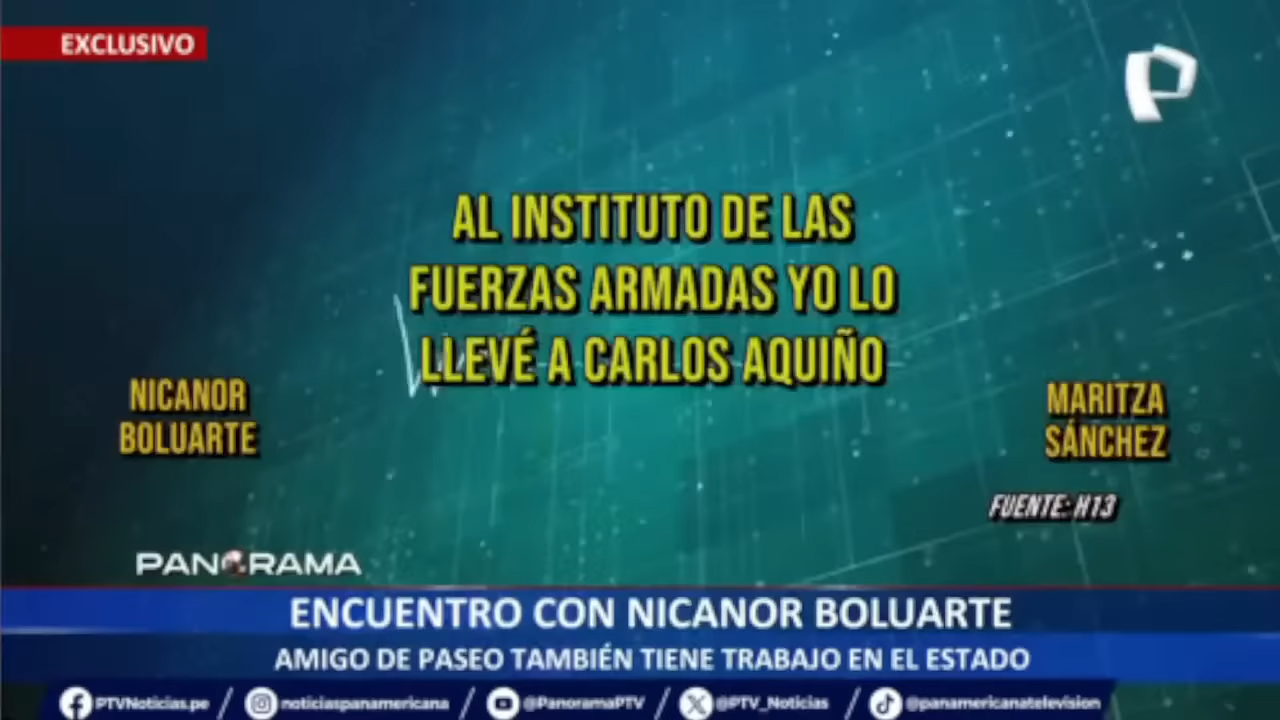 EXCLUSIVO
AL INSTITUTO DE LAS
FUERZAS ARMADAS YO LO
LLEVÉ A CARLOS AQUIÑO
NICANOR
BOLUARTE
MARITZA
SÁNCHEZ
FUENTE: H13
PANORAMA
ENCUENTRO CON NICANOR BOLUARTE
AMIGO DE PASEO TAMBIÉN TIENE TRABAJO EN EL ESTADO
PTVNoticias.pe / noticiaspanamericana / @PanoramaPTV / @PTV_Noticias / @panamericanatelevision